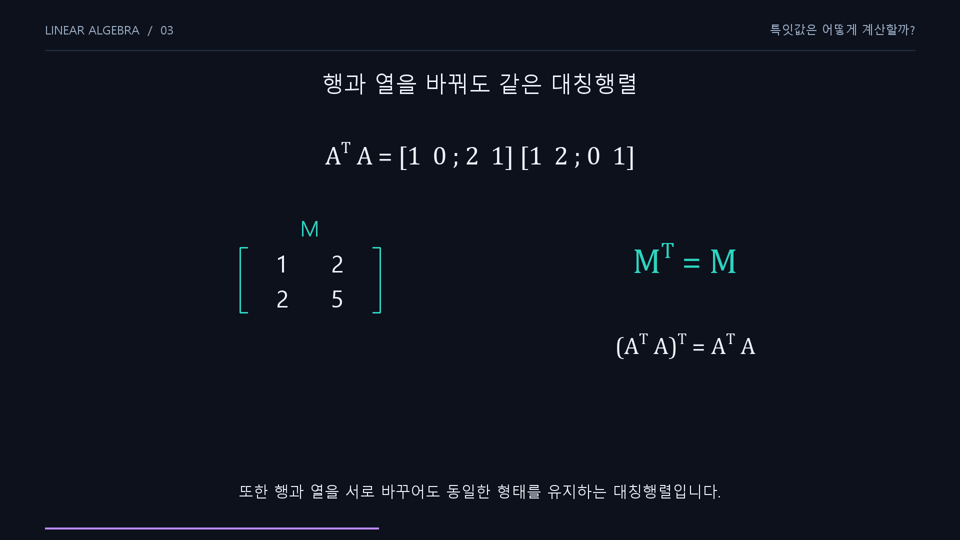 LINEAR ALGEBRA / 03
특잇값은 어떻게 계산할까?
행과 열을 바꿔도 같은 대칭행렬
Aᵀ A = [1 0 ; 2 1] [1 2 ; 0 1]
M
1 2
2 5
Mᵀ = M
(Aᵀ A)ᵀ = Aᵀ A
또한 행과 열을 서로 바꾸어도 동일한 형태를 유지하는 대칭행렬입니다.